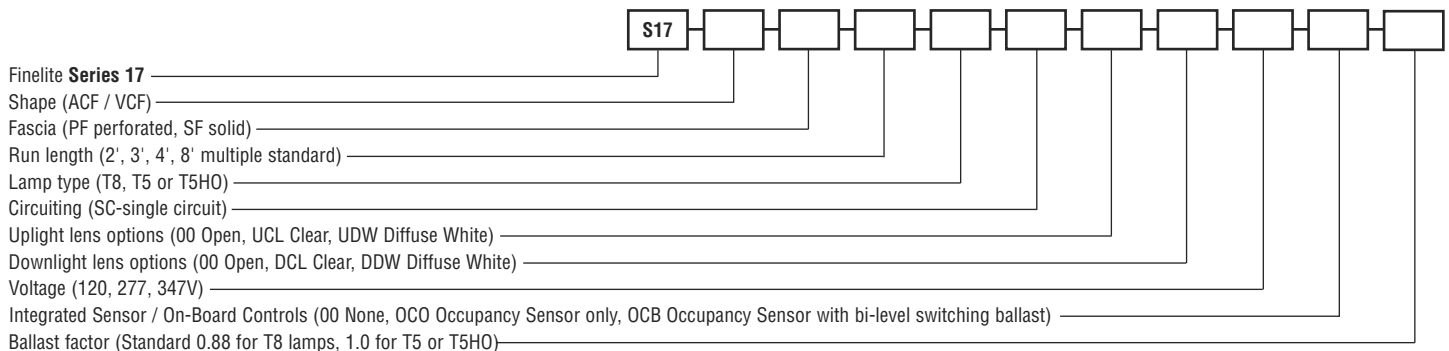 S17
Finelite Series 17
Shape (ACF / VCF)
Fascia (PF perforated, SF solid)
Run length (2', 3', 4', 8' multiple standard)
Lamp type (T8, T5 or T5HO)
Circuiting (SC-single circuit)
Uplight lens options (00 Open, UCL Clear, UDW Diffuse White)
Downlight lens options (00 Open, DCL Clear, DDW Diffuse White)
Voltage (120, 277, 347V)
Integrated Sensor / On-Board Controls (00 None, OCO Occupancy Sensor only, OCB Occupancy Sensor with bi-level switching ballast)
Ballast factor (Standard 0.88 for T8 lamps, 1.0 for T5 or T5HO)